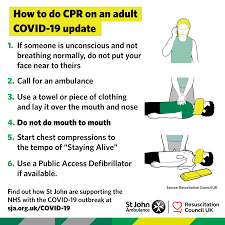 How to do CPR on an adult
COVID-19 update
1. If someone is unconscious and not
breathing normally, do not put your
face near to theirs
2. Call for an ambulance
3. Use a towel or piece of clothing
and lay it over the mouth and nose
4. Do not do mouth to mouth
5. Start chest compressions to
the tempo of "Staying Alive"
6. Use a Public Access Defibrillator
if available.
Source: Resuscitation Council UK
Find out how St John are supporting the
NHS with the COVID-19 outbreak at
sja.org.uk/COVID-19
St John
Ambulance
Resuscitation
Council UK